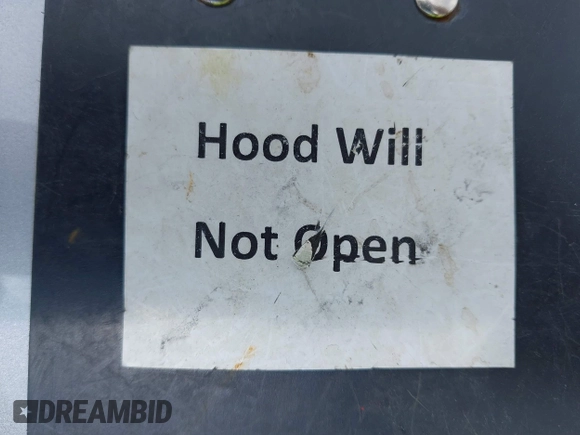 Hood Will
Not Open
DREAMBID